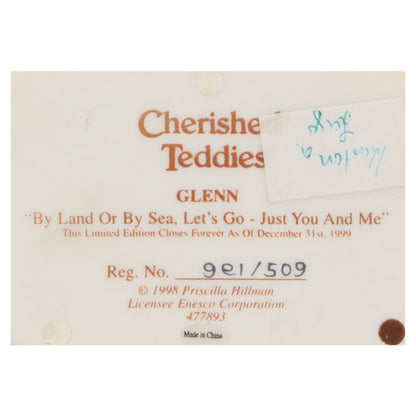 Cherished
Teddies
GLENN
"By Land Or By Sea, Let's Go - Just You And Me"
This Limited Edition Closes Forever As Of December 31st, 1999
Reg. No. 9e1/509
© 1998 Priscilla Hillman
Licensee Enesco Corporation
477893
Made in China